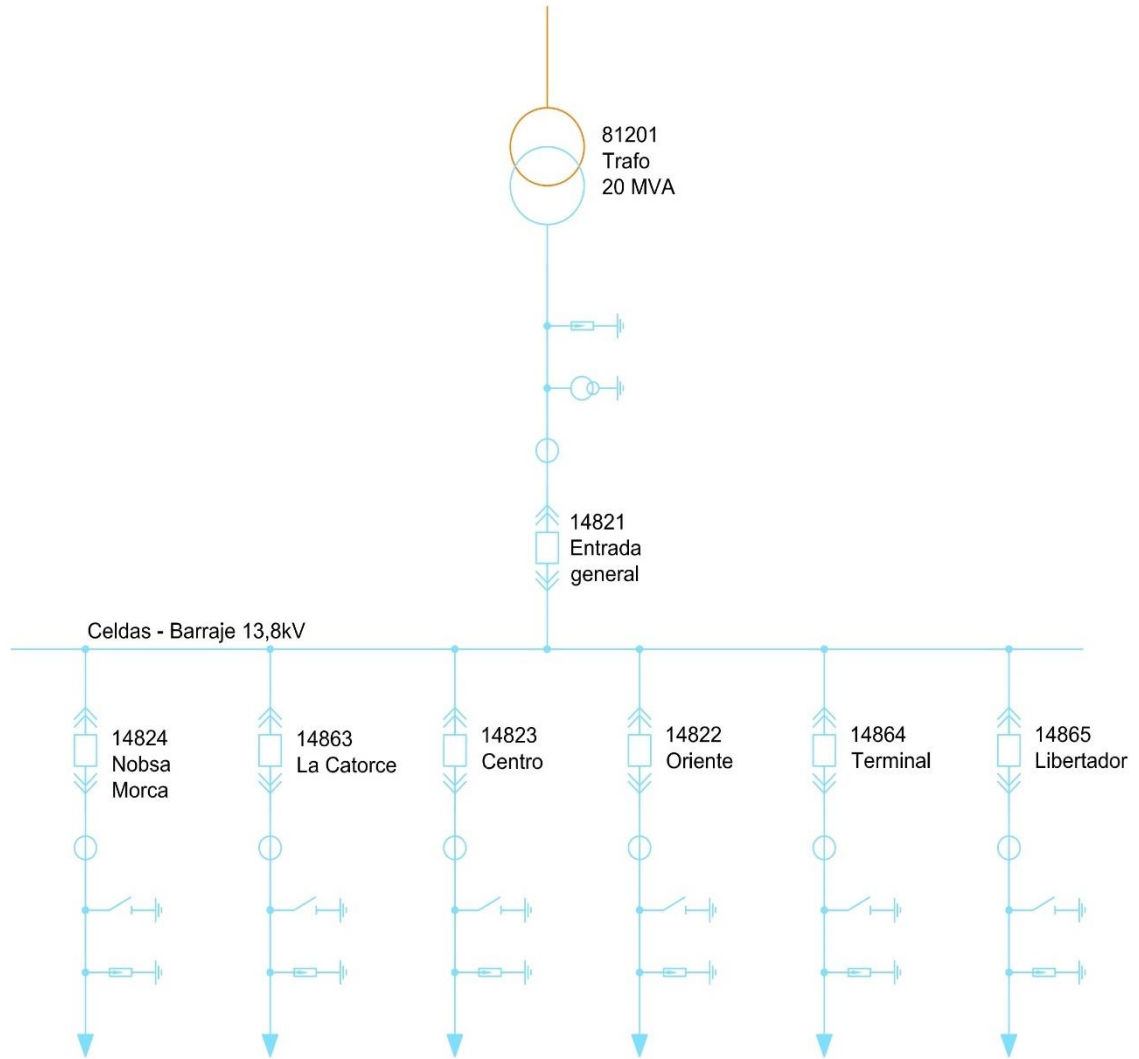 81201
Trafo
20 MVA
14821
Entrada
general
Celdas - Barraje 13,8kV
14824
Nobsa
Morca
14863
La Catorce
14823
Centro
14822
Oriente
14864
Terminal
14865
Libertador